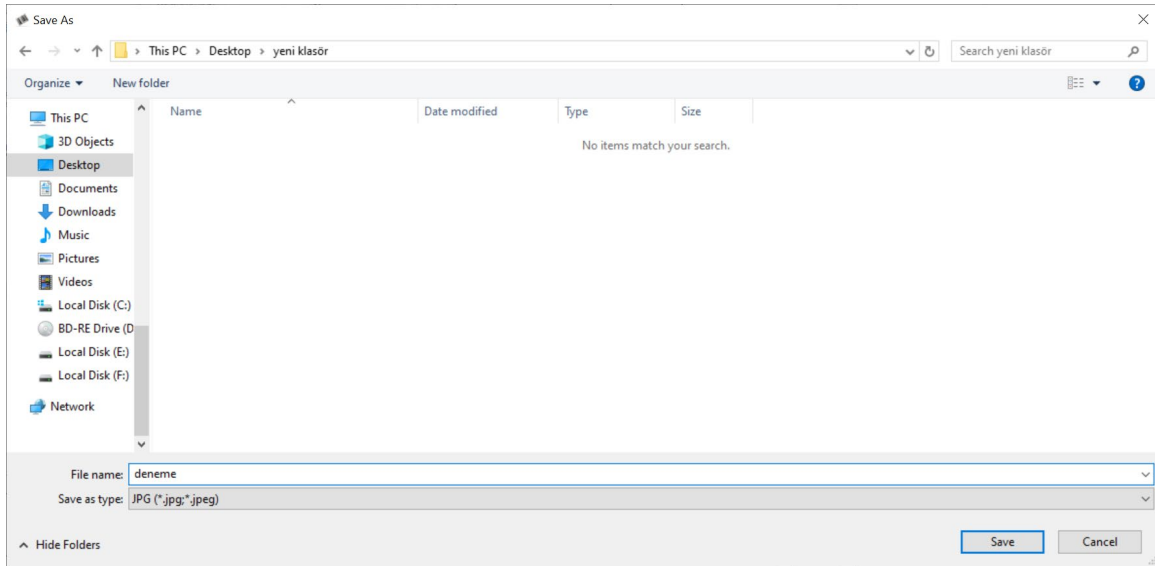 Save As
This PC › Desktop › yeni klasör
Search yeni klasör
Organize
New folder
Name
Date modified
Type
Size
No items match your search.
This PC
3D Objects
Desktop
Documents
Downloads
Music
Pictures
Videos
Local Disk (C:)
BD-RE Drive (D
Local Disk (E:)
Local Disk (F:)
Network
File name: deneme
Save as type: JPG (*.jpg;*.jpeg)
Hide Folders
Save
Cancel